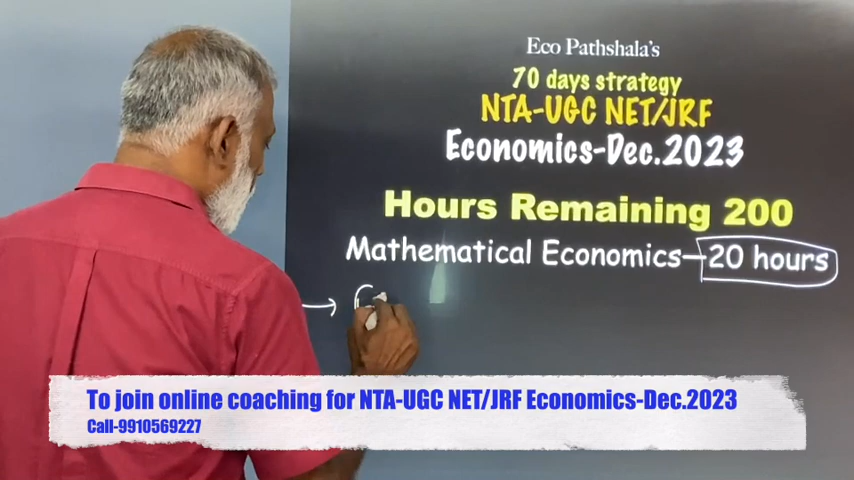 Eco Pathshala's
70 days strategy
NTA-UGC NET/JRF
Economics-Dec.2023
Hours Remaining 200
Mathematical Economics—20 hours
To join online coaching for NTA-UGC NET/JRF Economics-Dec.2023
Call-9910569227